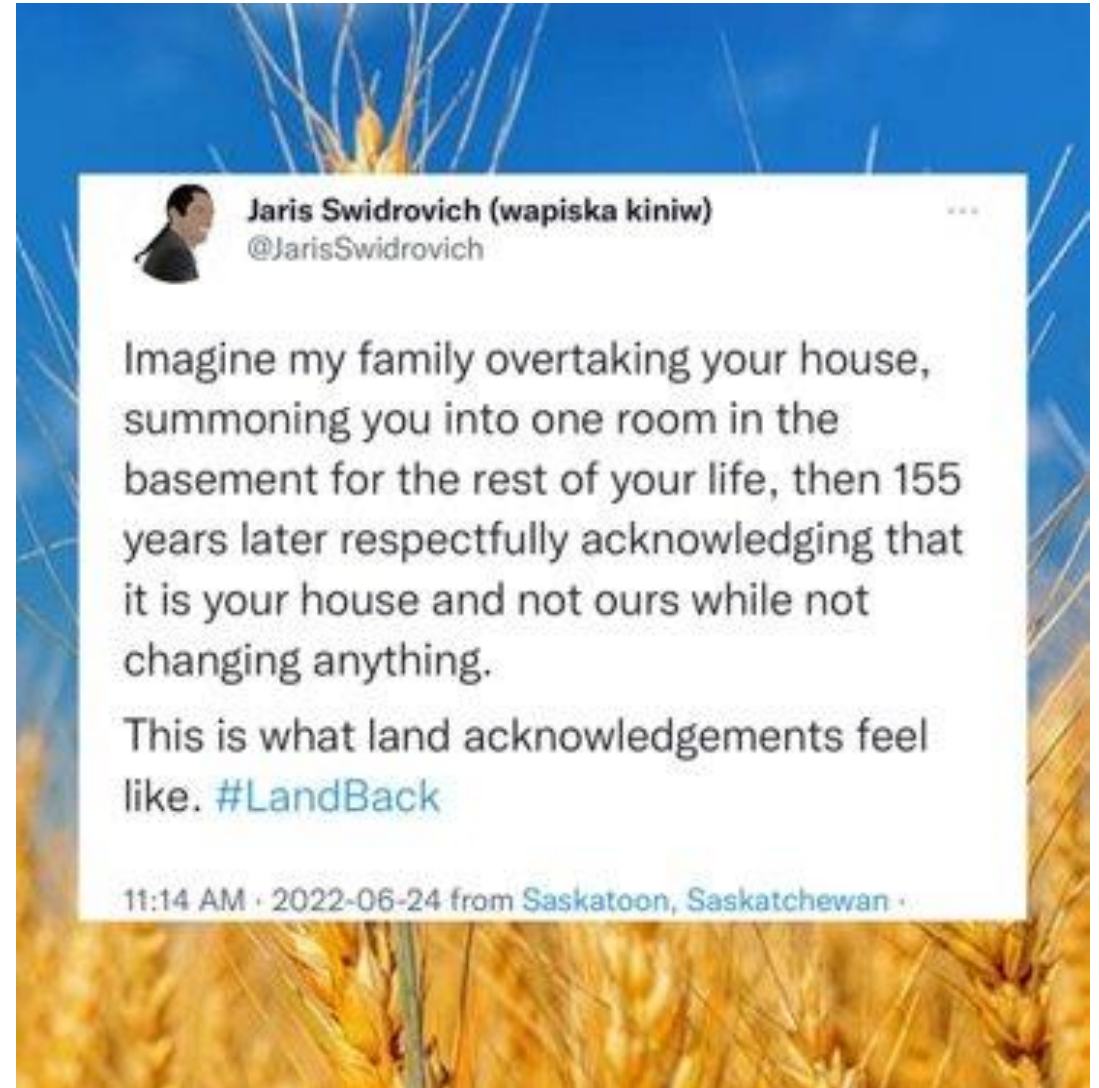 Jaris Swidrovich (wapiska kiniw)
@JarisSwidrovich
Imagine my family overtaking your house,
summoning you into one room in the
basement for the rest of your life, then 155
years later respectfully acknowledging that
it is your house and not ours while not
changing anything.
This is what land acknowledgements feel
like. #LandBack
11:14 AM · 2022-06-24 from Saskatoon, Saskatchewan ·